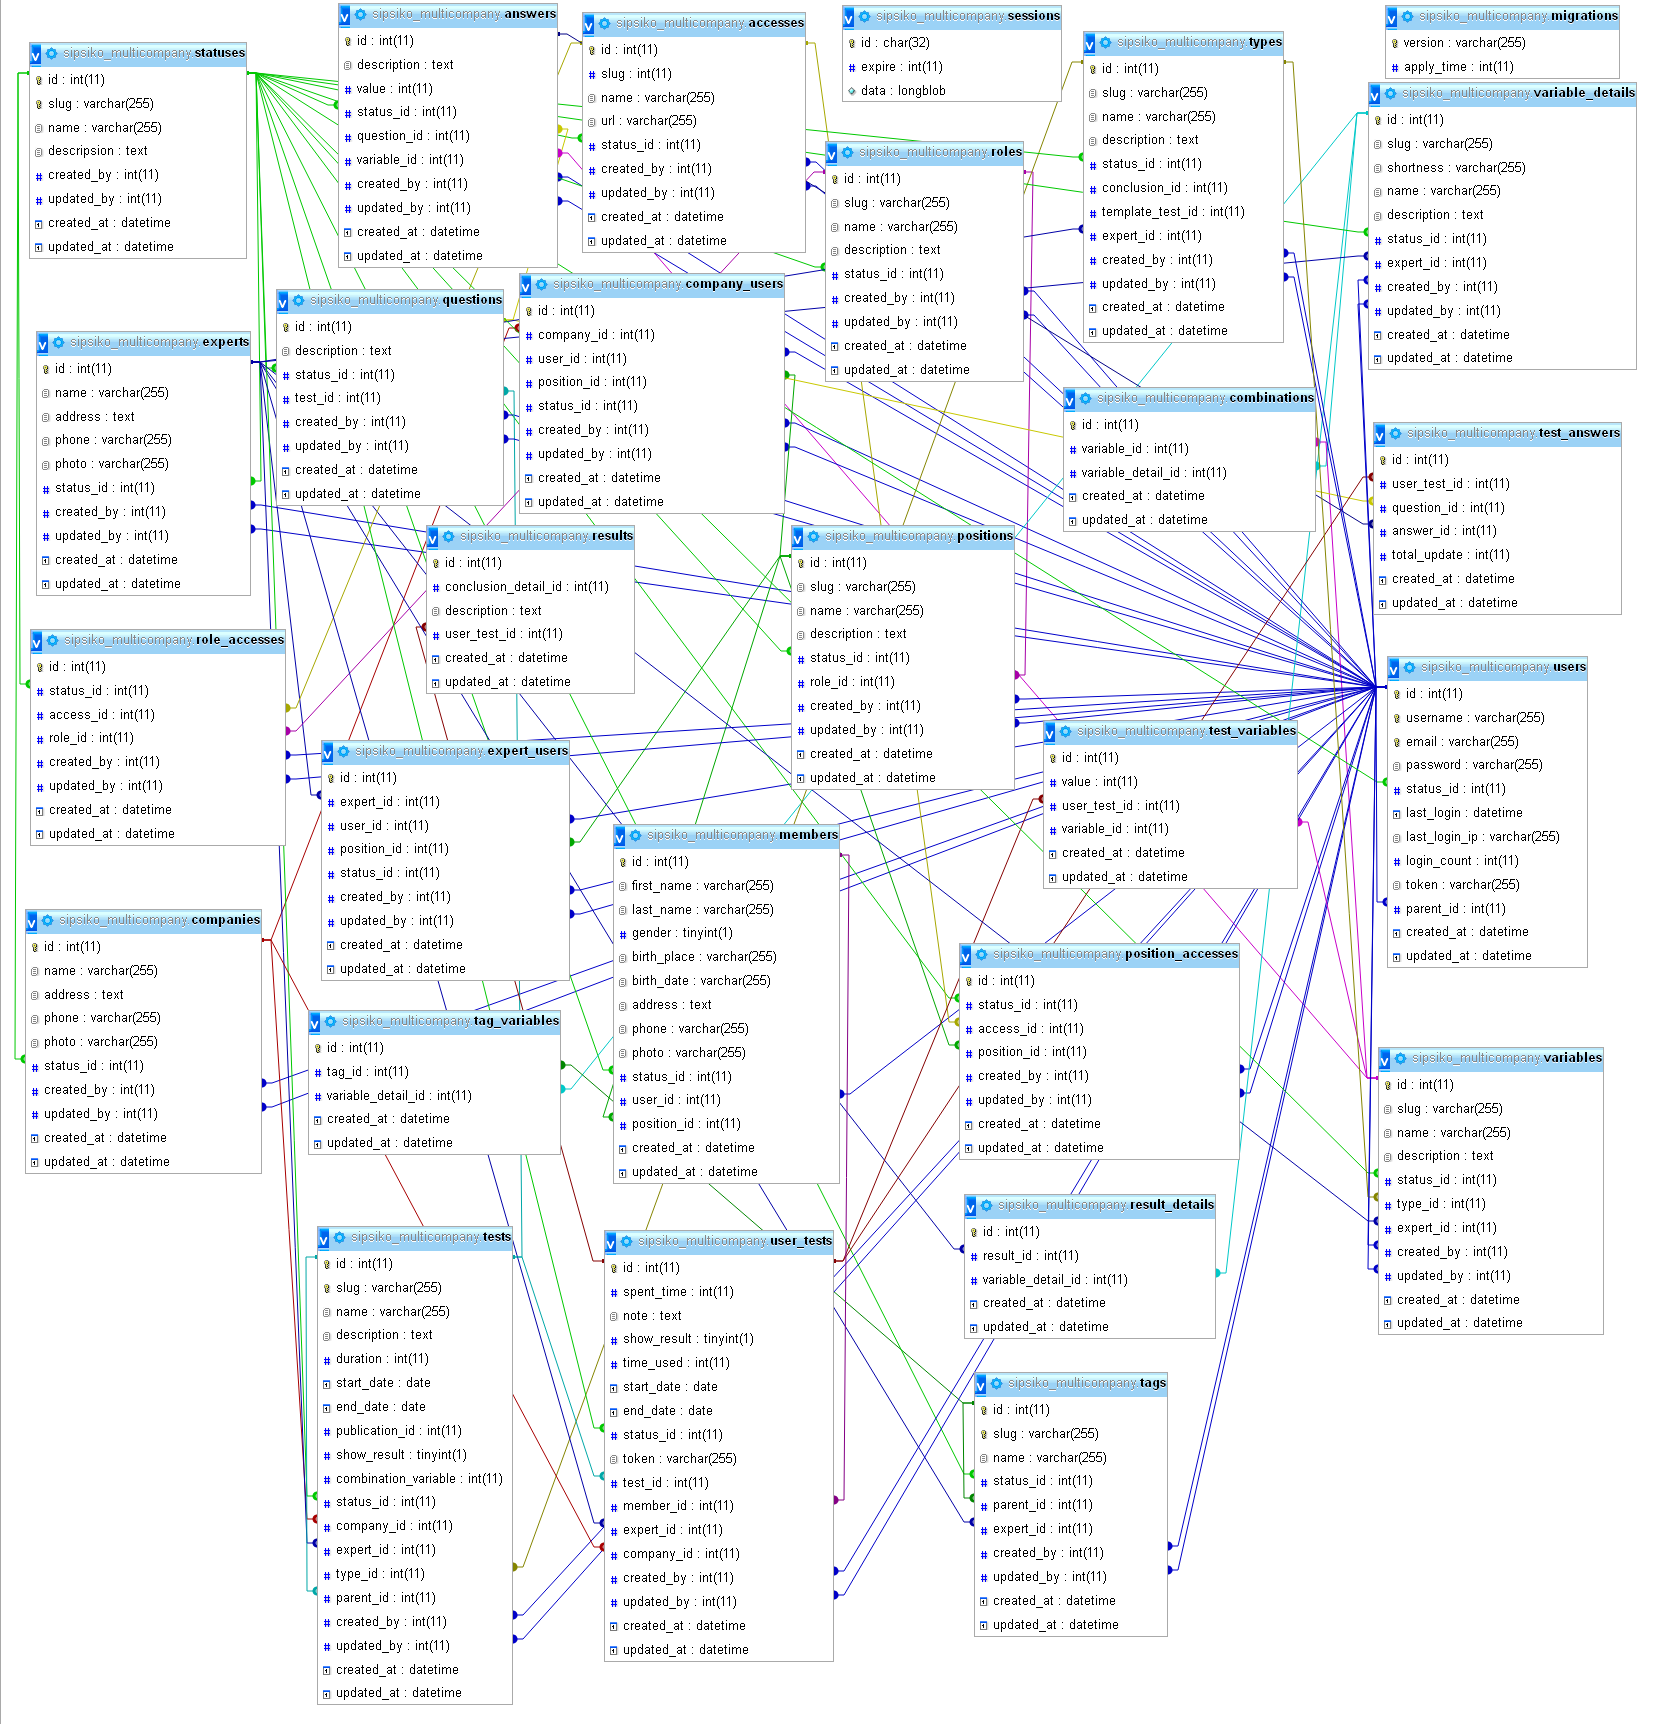 sipsiko_multicompany statuses
id : int(11)
slug : varchar(255)
name : varchar(255)
descripsion : text
created_by : int(11)
updated_by : int(11)
created_at : datetime
updated_at : datetime
sipsiko_multicompany answers
id : int(11)
description : text
value : int(11)
status_id : int(11)
question_id : int(11)
variable_id : int(11)
created_by : int(11)
updated_by : int(11)
created_at : datetime
updated_at : datetime
sipsiko_multicompany accesses
id : int(11)
slug : int(11)
name : varchar(255)
url : varchar(255)
status_id : int(11)
created_by : int(11)
updated_by : int(11)
created_at : datetime
updated_at : datetime
sipsiko_multicompany sessions
id : char(32)
expire : int(11)
data : longblob
sipsiko_multicompany types
id : int(11)
slug : varchar(255)
name : varchar(255)
description : text
status_id : int(11)
conclusion_id : int(11)
template_test_id : int(11)
expert_id : int(11)
created_by : int(11)
updated_by : int(11)
created_at : datetime
updated_at : datetime
sipsiko_multicompany migrations
version : varchar(255)
apply_time : int(11)
sipsiko_multicompany variable_details
id : int(11)
slug : varchar(255)
shortness : varchar(255)
name : varchar(255)
description : text
status_id : int(11)
expert_id : int(11)
created_by : int(11)
updated_by : int(11)
created_at : datetime
updated_at : datetime
sipsiko_multicompany roles
id : int(11)
slug : varchar(255)
name : varchar(255)
description : text
status_id : int(11)
created_by : int(11)
updated_by : int(11)
created_at : datetime
updated_at : datetime
sipsiko_multicompany questions
id : int(11)
description : text
status_id : int(11)
test_id : int(11)
created_by : int(11)
updated_by : int(11)
created_at : datetime
updated_at : datetime
sipsiko_multicompany company_users
id : int(11)
company_id : int(11)
user_id : int(11)
position_id : int(11)
status_id : int(11)
created_by : int(11)
updated_by : int(11)
created_at : datetime
updated_at : datetime
sipsiko_multicompany experts
id : int(11)
name : varchar(255)
address : text
phone : varchar(255)
photo : varchar(255)
status_id : int(11)
created_by : int(11)
updated_by : int(11)
created_at : datetime
updated_at : datetime
sipsiko_multicompany combinations
id : int(11)
variable_id : int(11)
variable_detail_id : int(11)
created_at : datetime
updated_at : datetime
sipsiko_multicompany test_answers
id : int(11)
user_test_id : int(11)
question_id : int(11)
answer_id : int(11)
total_update : int(11)
created_at : datetime
updated_at : datetime
sipsiko_multicompany results
id : int(11)
conclusion_detail_id : int(11)
description : text
user_test_id : int(11)
created_at : datetime
updated_at : datetime
sipsiko_multicompany positions
id : int(11)
slug : varchar(255)
name : varchar(255)
description : text
status_id : int(11)
role_id : int(11)
created_by : int(11)
updated_by : int(11)
created_at : datetime
updated_at : datetime
sipsiko_multicompany role_accesses
id : int(11)
status_id : int(11)
access_id : int(11)
role_id : int(11)
created_by : int(11)
updated_by : int(11)
created_at : datetime
updated_at : datetime
sipsiko_multicompany users
id : int(11)
username : varchar(255)
email : varchar(255)
password : varchar(255)
status_id : int(11)
last_login : datetime
last_login_ip : varchar(255)
login_count : int(11)
token : varchar(255)
parent_id : int(11)
created_at : datetime
updated_at : datetime
sipsiko_multicompany test_variables
id : int(11)
value : int(11)
user_test_id : int(11)
variable_id : int(11)
created_at : datetime
updated_at : datetime
sipsiko_multicompany expert_users
id : int(11)
expert_id : int(11)
user_id : int(11)
position_id : int(11)
status_id : int(11)
created_by : int(11)
updated_by : int(11)
created_at : datetime
updated_at : datetime
sipsiko_multicompany members
id : int(11)
first_name : varchar(255)
last_name : varchar(255)
gender : tinyint(1)
birth_place : varchar(255)
birth_date : varchar(255)
address : text
phone : varchar(255)
photo : varchar(255)
status_id : int(11)
user_id : int(11)
position_id : int(11)
created_at : datetime
updated_at : datetime
sipsiko_multicompany companies
id : int(11)
name : varchar(255)
address : text
phone : varchar(255)
photo : varchar(255)
status_id : int(11)
created_by : int(11)
updated_by : int(11)
created_at : datetime
updated_at : datetime
sipsiko_multicompany position_accesses
id : int(11)
status_id : int(11)
access_id : int(11)
position_id : int(11)
created_by : int(11)
updated_by : int(11)
created_at : datetime
updated_at : datetime
sipsiko_multicompany tag_variables
id : int(11)
tag_id : int(11)
variable_detail_id : int(11)
created_at : datetime
updated_at : datetime
sipsiko_multicompany variables
id : int(11)
slug : varchar(255)
name : varchar(255)
description : text
status_id : int(11)
type_id : int(11)
expert_id : int(11)
created_by : int(11)
updated_by : int(11)
created_at : datetime
updated_at : datetime
sipsiko_multicompany result_details
id : int(11)
result_id : int(11)
variable_detail_id : int(11)
created_at : datetime
updated_at : datetime
sipsiko_multicompany tests
id : int(11)
slug : varchar(255)
name : varchar(255)
description : text
duration : int(11)
start_date : date
end_date : date
publication_id : int(11)
show_result : tinyint(1)
combination_variable : int(11)
status_id : int(11)
company_id : int(11)
expert_id : int(11)
type_id : int(11)
parent_id : int(11)
created_by : int(11)
updated_by : int(11)
created_at : datetime
updated_at : datetime
sipsiko_multicompany user_tests
id : int(11)
spent_time : int(11)
note : text
show_result : tinyint(1)
time_used : int(11)
start_date : date
end_date : date
status_id : int(11)
token : varchar(255)
test_id : int(11)
member_id : int(11)
expert_id : int(11)
company_id : int(11)
created_by : int(11)
updated_by : int(11)
created_at : datetime
updated_at : datetime
sipsiko_multicompany tags
id : int(11)
slug : varchar(255)
name : varchar(255)
status_id : int(11)
parent_id : int(11)
expert_id : int(11)
created_by : int(11)
updated_by : int(11)
created_at : datetime
updated_at : datetime